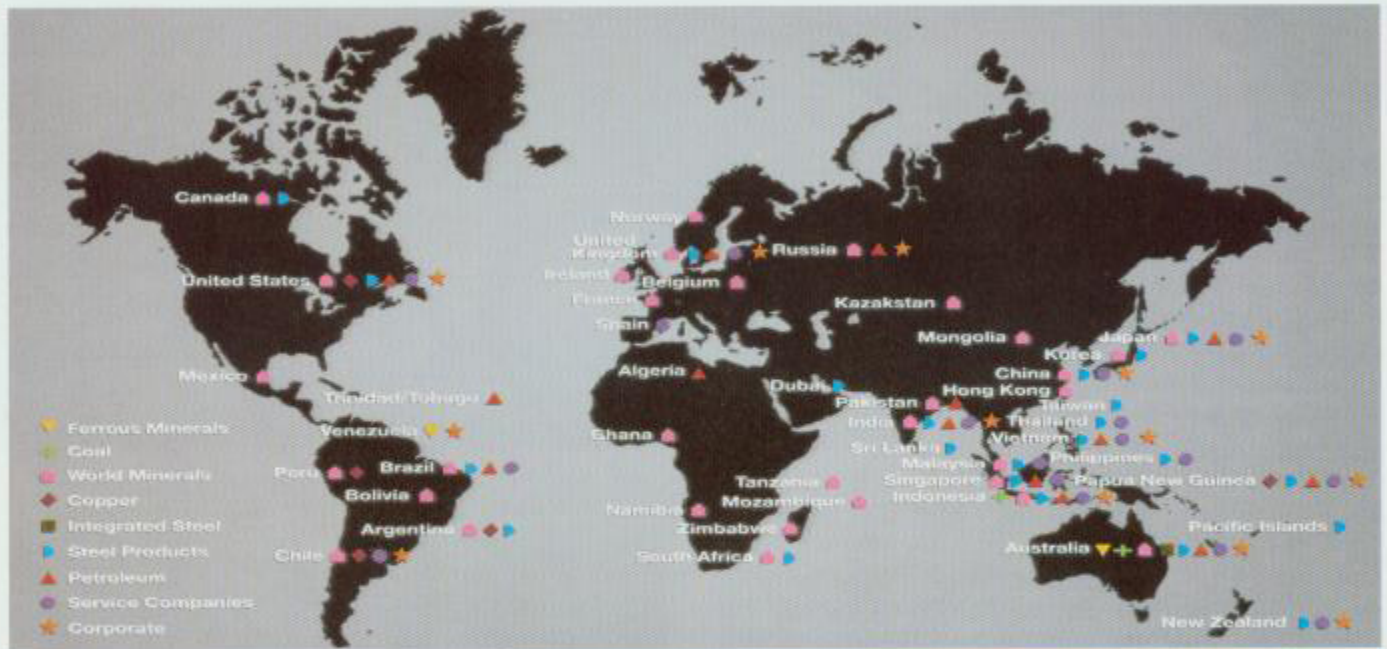 Canada
Norway
United
Kingdom
Russia
Ireland
United States
Belgium
France
Kazakstan
Spain
Mongolia
Japan
Korea
Algeria
China
Mexico
Dubai
Hong Kong
Trinidad/Tobago
Pakistan
Taiwan
India
Thailand
Ferrous Minerals
Venezuela
Ghana
Vietnam
Coal
Sri Lanka
Philippines
World Minerals
Peru
Brazil
Malaysia
Tanzania
Singapore
Papua New Guinea
Copper
Bolivia
Mozambique
Indonesia
Namibia
Integrated Steel
Argentina
Zimbabwe
Pacific Islands
Steel Products
Chile
South Africa
Australia
Petroleum
Service Companies
Corporate
New Zealand